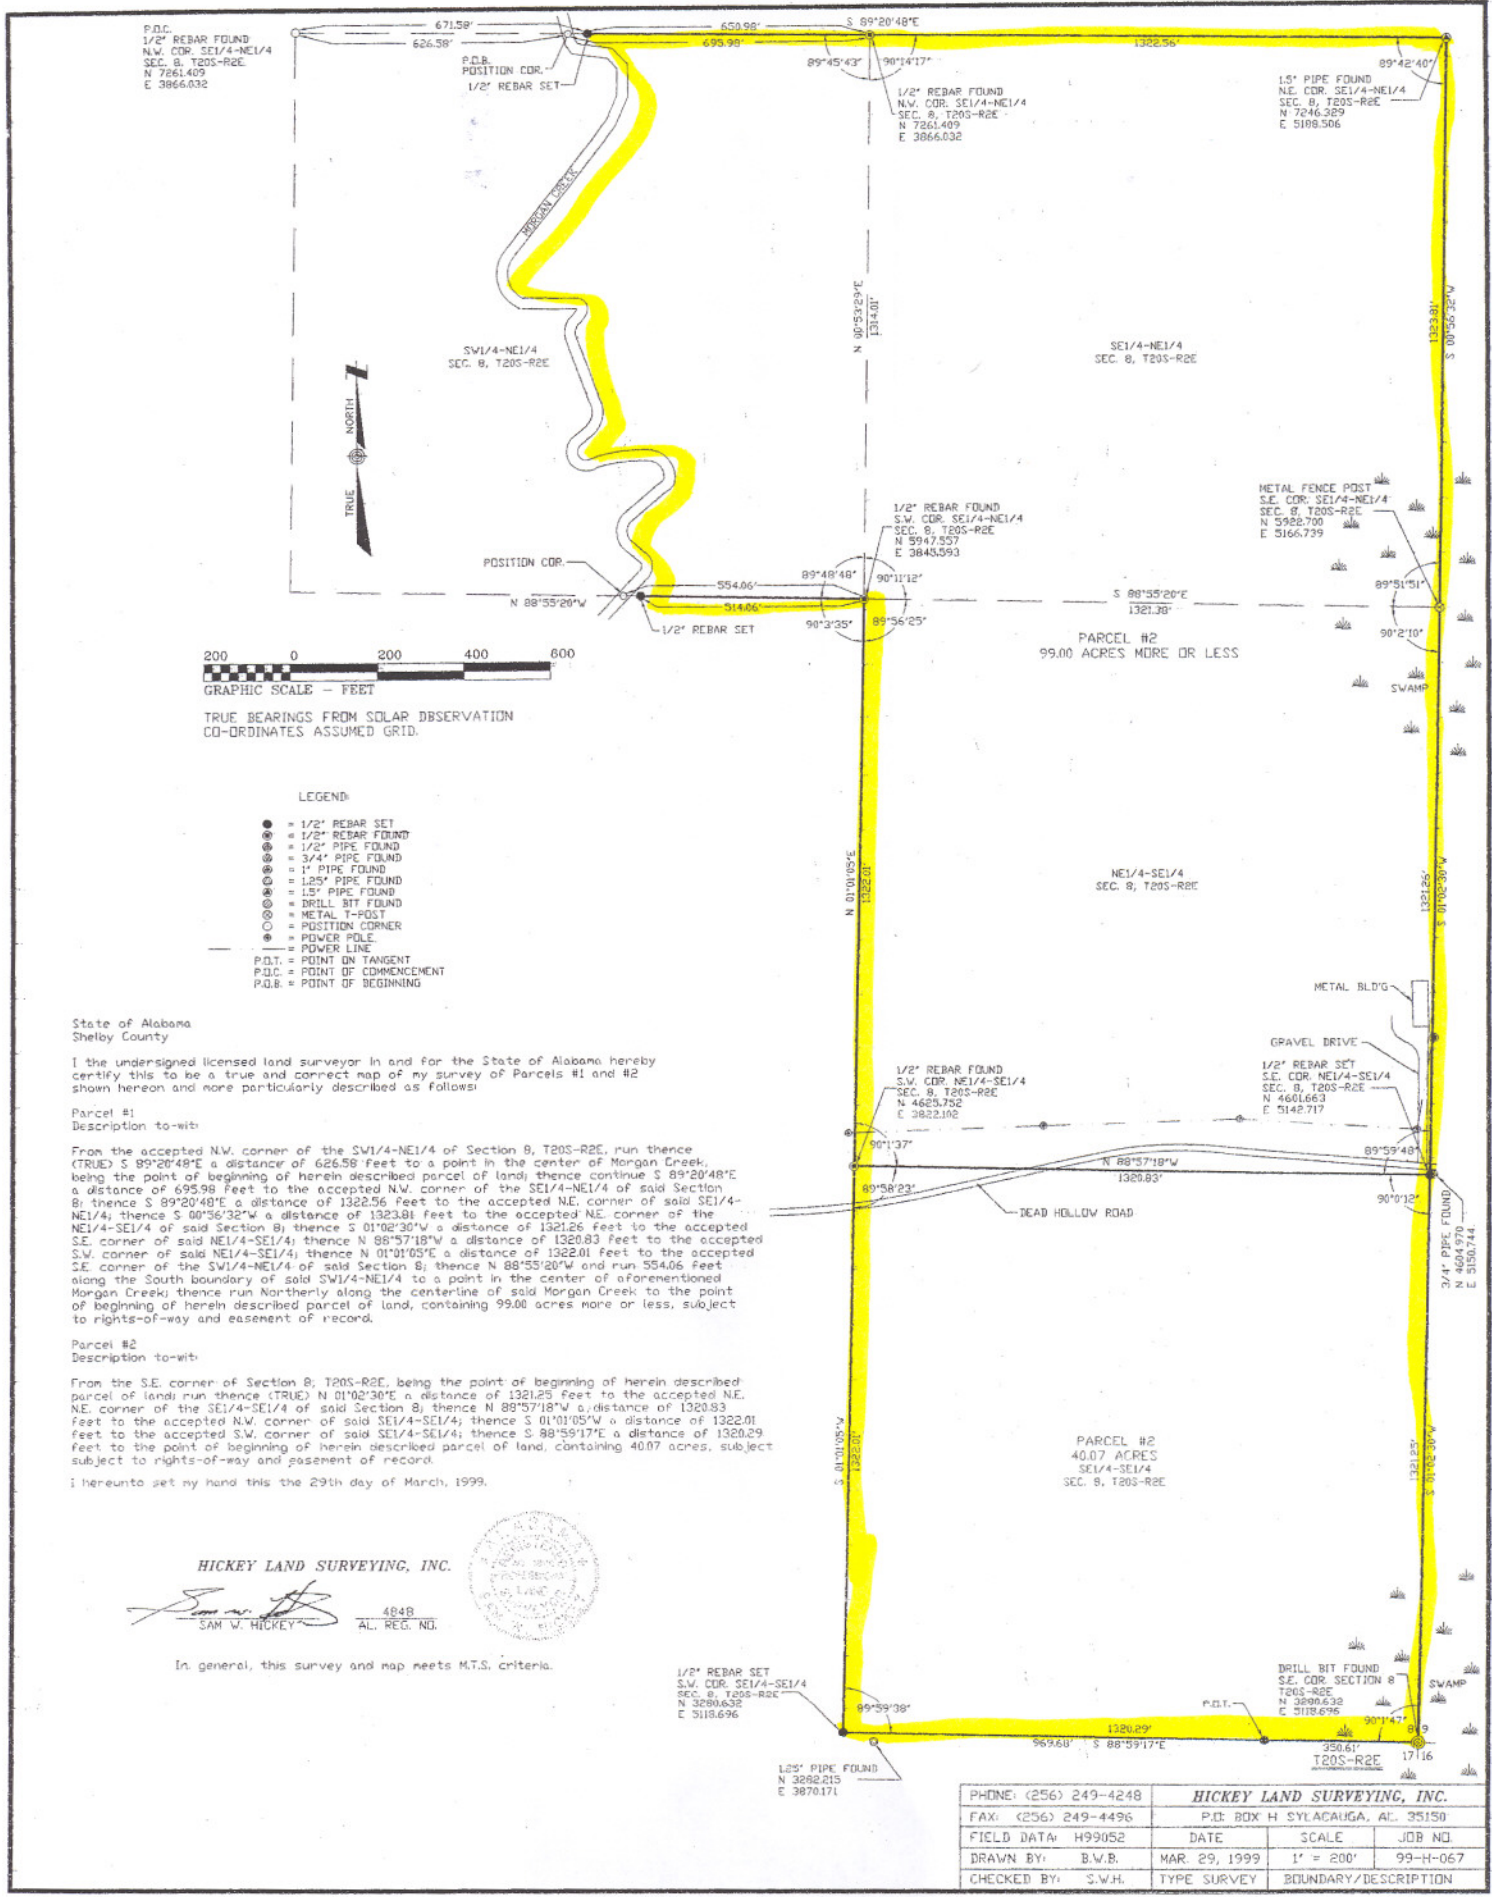 P.O.C.
1/2" REBAR FOUND
N.W. COR. SE1/4-NE1/4
SEC. 8, T20S-R2E
N 7261.409
E 3866.032
671.58'
626.58'
P.O.B.
POSITION COR.
1/2" REBAR SET
650.98'
695.98'
S 89°20'48"E
1322.56'
89°45'43"
90°14'17"
89°42'40"
1/2" REBAR FOUND
N.W. COR. SE1/4-NE1/4
SEC. 8, T20S-R2E
N 7261.409
E 3866.032
1.5" PIPE FOUND
N.E. COR. SE1/4-NE1/4
SEC. 8, T20S-R2E
N 7246.329
E 5188.506
MORGAN CREEK
N 00°53'29"E
1314.01'
1323.81'
S 00°56'32"W
SW1/4-NE1/4
SEC. 8, T20S-R2E
SE1/4-NE1/4
SEC. 8, T20S-R2E
TRUE NORTH
1/2" REBAR FOUND
S.W. COR. SE1/4-NE1/4
SEC. 8, T20S-R2E
N 5947.557
E 3845.593
METAL FENCE POST
S.E. COR. SE1/4-NE1/4
SEC. 8, T20S-R2E
N 5922.700
E 5166.739
POSITION COR.
N 88°55'20"W
554.06'
514.06'
1/2" REBAR SET
89°48'48"
90°11'12"
90°3'35"
89°56'25"
S 88°55'20"E
1321.38'
89°51'51"
90°2'10"
PARCEL #2
99.00 ACRES MORE OR LESS
SWAMP
200 0 200 400 600
GRAPHIC SCALE - FEET
TRUE BEARINGS FROM SOLAR OBSERVATION
CO-ORDINATES ASSUMED GRID.
LEGEND:
= 1/2" REBAR SET
= 1/2" REBAR FOUND
= 1/2" PIPE FOUND
= 3/4" PIPE FOUND
= 1" PIPE FOUND
= 1.25" PIPE FOUND
= 1.5" PIPE FOUND
= DRILL BIT FOUND
= METAL T-POST
= POSITION CORNER
= POWER POLE
= POWER LINE
P.O.T. = POINT ON TANGENT
P.O.C. = POINT OF COMMENCEMENT
P.O.B. = POINT OF BEGINNING
N 01°01'05"E
1322.01'
NE1/4-SE1/4
SEC. 8, T20S-R2E
1321.26'
S 01°02'30"W
METAL BLD'G
GRAVEL DRIVE
1/2" REBAR SET
S.E. COR. NE1/4-SE1/4
SEC. 8, T20S-R2E
N 4601.663
E 5142.717
1/2" REBAR FOUND
S.W. COR. NE1/4-SE1/4
SEC. 8, T20S-R2E
N 4625.752
E 3822.102
90°1'37"
89°58'23"
N 88°57'18"W
1320.83'
89°59'48"
90°0'12"
DEAD HOLLOW ROAD
3/4" PIPE FOUND
N 4604.970
E 5150.744
State of Alabama
Shelby County
I the undersigned licensed land surveyor in and for the State of Alabama hereby
certify this to be a true and correct map of my survey of Parcels #1 and #2
shown hereon and more particularly described as follows:
Parcel #1
Description to-wit:
From the accepted N.W. corner of the SW1/4-NE1/4 of Section 8, T20S-R2E, run thence
(TRUE) S 89°20'48"E a distance of 626.58 feet to a point in the center of Morgan Creek,
being the point of beginning of herein described parcel of land; thence continue S 89°20'48"E
a distance of 695.98 feet to the accepted N.W. corner of the SE1/4-NE1/4 of said Section
8; thence S 89°20'48"E a distance of 1322.56 feet to the accepted N.E. corner of said SE1/4-
NE1/4; thence S 00°56'32"W a distance of 1323.81 feet to the accepted N.E. corner of the
NE1/4-SE1/4 of said Section 8; thence S 01°02'30"W a distance of 1321.26 feet to the accepted
S.E. corner of said NE1/4-SE1/4; thence N 88°57'18"W a distance of 1320.83 feet to the accepted
S.W. corner of said NE1/4-SE1/4; thence N 01°01'05"E a distance of 1322.01 feet to the accepted
S.E. corner of the SW1/4-NE1/4 of said Section 8; thence N 88°55'20"W and run 554.06 feet
along the South boundary of said SW1/4-NE1/4 to a point in the center of aforementioned
Morgan Creek; thence run Northerly along the centerline of said Morgan Creek to the point
of beginning of herein described parcel of land, containing 99.00 acres more or less, subject
to rights-of-way and easement of record.
Parcel #2
Description to-wit:
From the S.E. corner of Section 8; T20S-R2E, being the point of beginning of herein described
parcel of land; run thence (TRUE) N 01°02'30"E a distance of 1321.25 feet to the accepted N.E.
N.E. corner of the SE1/4-SE1/4 of said Section 8; thence N 88°57'18"W a distance of 1320.83
feet to the accepted N.W. corner of said SE1/4-SE1/4; thence S 01°01'05"W a distance of 1322.01
feet to the accepted S.W. corner of said SE1/4-SE1/4; thence S 88°59'17"E a distance of 1320.29
feet to the point of beginning of herein described parcel of land, containing 40.07 acres, subject
subject to rights-of-way and easement of record.
I hereunto set my hand this the 29th day of March, 1999.
S 01°01'05"W
1322.01'
PARCEL #2
40.07 ACRES
SE1/4-SE1/4
SEC. 8, T20S-R2E
1321.25'
S 01°02'30"W
HICKEY LAND SURVEYING, INC.
SAM W. HICKEY
4848
AL. REG. NO.
In general, this survey and map meets M.T.S. criteria.
1/2" REBAR SET
S.W. COR. SE1/4-SE1/4
SEC. 8, T20S-R2E
N 3280.632
E 5118.696
89°59'38"
P.O.T.
DRILL BIT FOUND
S.E. COR SECTION 8
T20S-R2E
N 3280.632
E 5118.696
SWAMP
90°1'47"
8 9
17 16
1320.29'
969.68'
S 88°59'17"E
350.61'
T20S-R2E
1.25" PIPE FOUND
N 3282.215
E 3870.171
PHONE: (256) 249-4248
HICKEY LAND SURVEYING, INC.
FAX: (256) 249-4496
P.O. BOX H SYLACAUGA, AL. 35150
FIELD DATA: H99052
DATE
SCALE
JOB NO.
DRAWN BY: B.W.B.
MAR. 29, 1999
1" = 200'
99-H-067
CHECKED BY: S.W.H.
TYPE SURVEY
BOUNDARY/DESCRIPTION